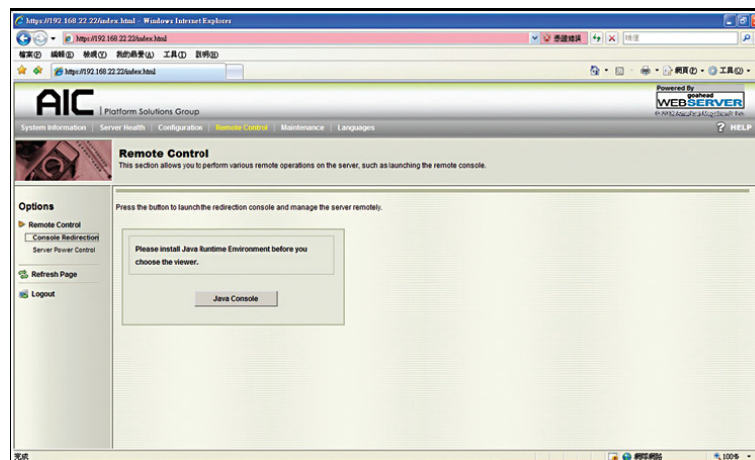 https://192.168.22.22/index.html - Windows Internet Explorer
https://192.168.22.22/index.html
憑證錯誤
檔案(F) 編輯(E) 檢視(V) 我的最愛(A) 工具(T) 說明(H)
https://192.168.22.22/index.html
網頁(P) 工具(O)
AIC Platform Solutions Group
Powered By
goahead
WEBSERVER
System Information Server Health Configuration Remote Control Maintenance Languages
? HELP
Remote Control
This section allows you to perform various remote operations on the server, such as launching the remote console.
Options
Remote Control
Console Redirection
Server Power Control
Refresh Page
Logout
Press the button to launch the redirection console and manage the server remotely.
Please install Java Runtime Environment before you
choose the viewer.
Java Console
完成
網際網路
100%